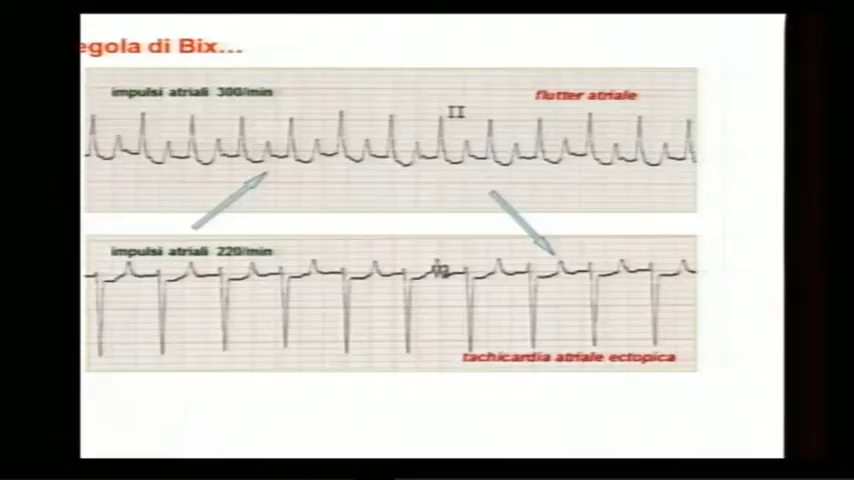 egola di Bix...
impulsi atriali 300/min
flutter atriale
II
impulsi atriali 220/min
tachicardia atriale ectopica